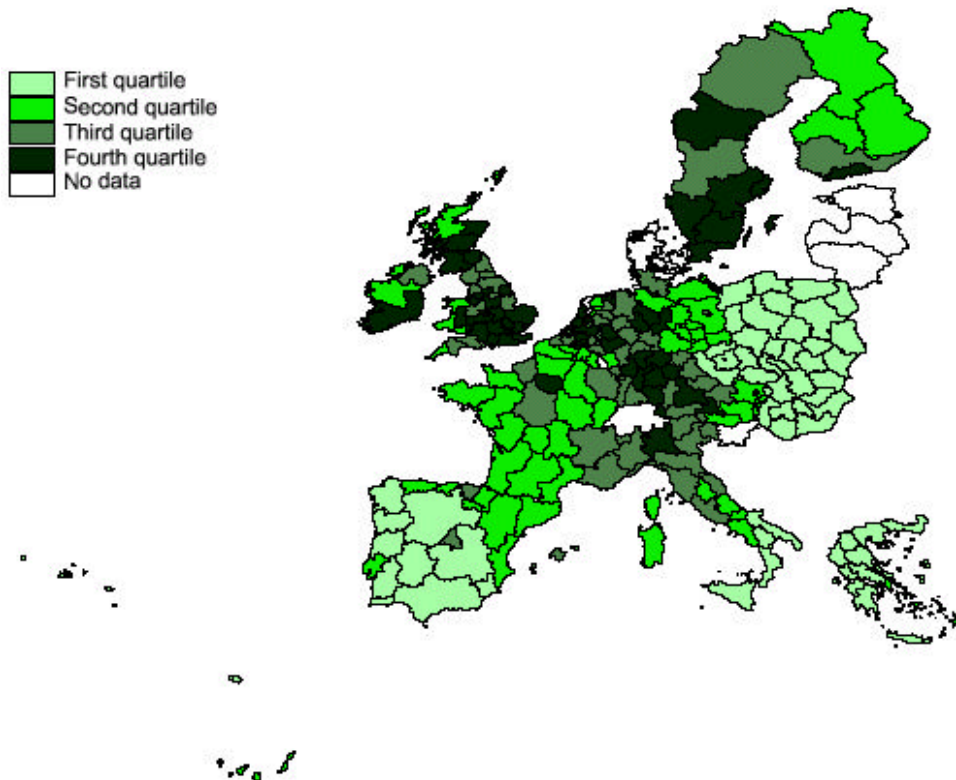 First quartile
Second quartile
Third quartile
Fourth quartile
No data